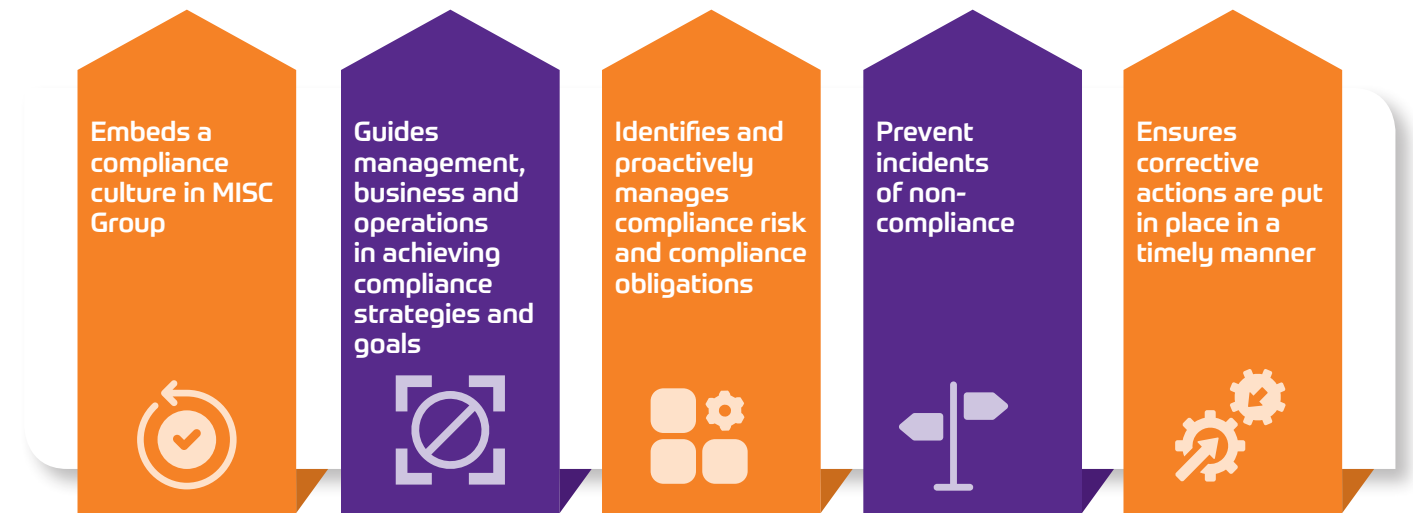 Embeds a
compliance
culture in MISC
Group
Guides
management,
business and
operations
in achieving
compliance
strategies and
goals
Identifies and
proactively
manages
compliance risk
and compliance
obligations
Prevent
incidents
of non-
compliance
Ensures
corrective
actions are put
in place in a
timely manner